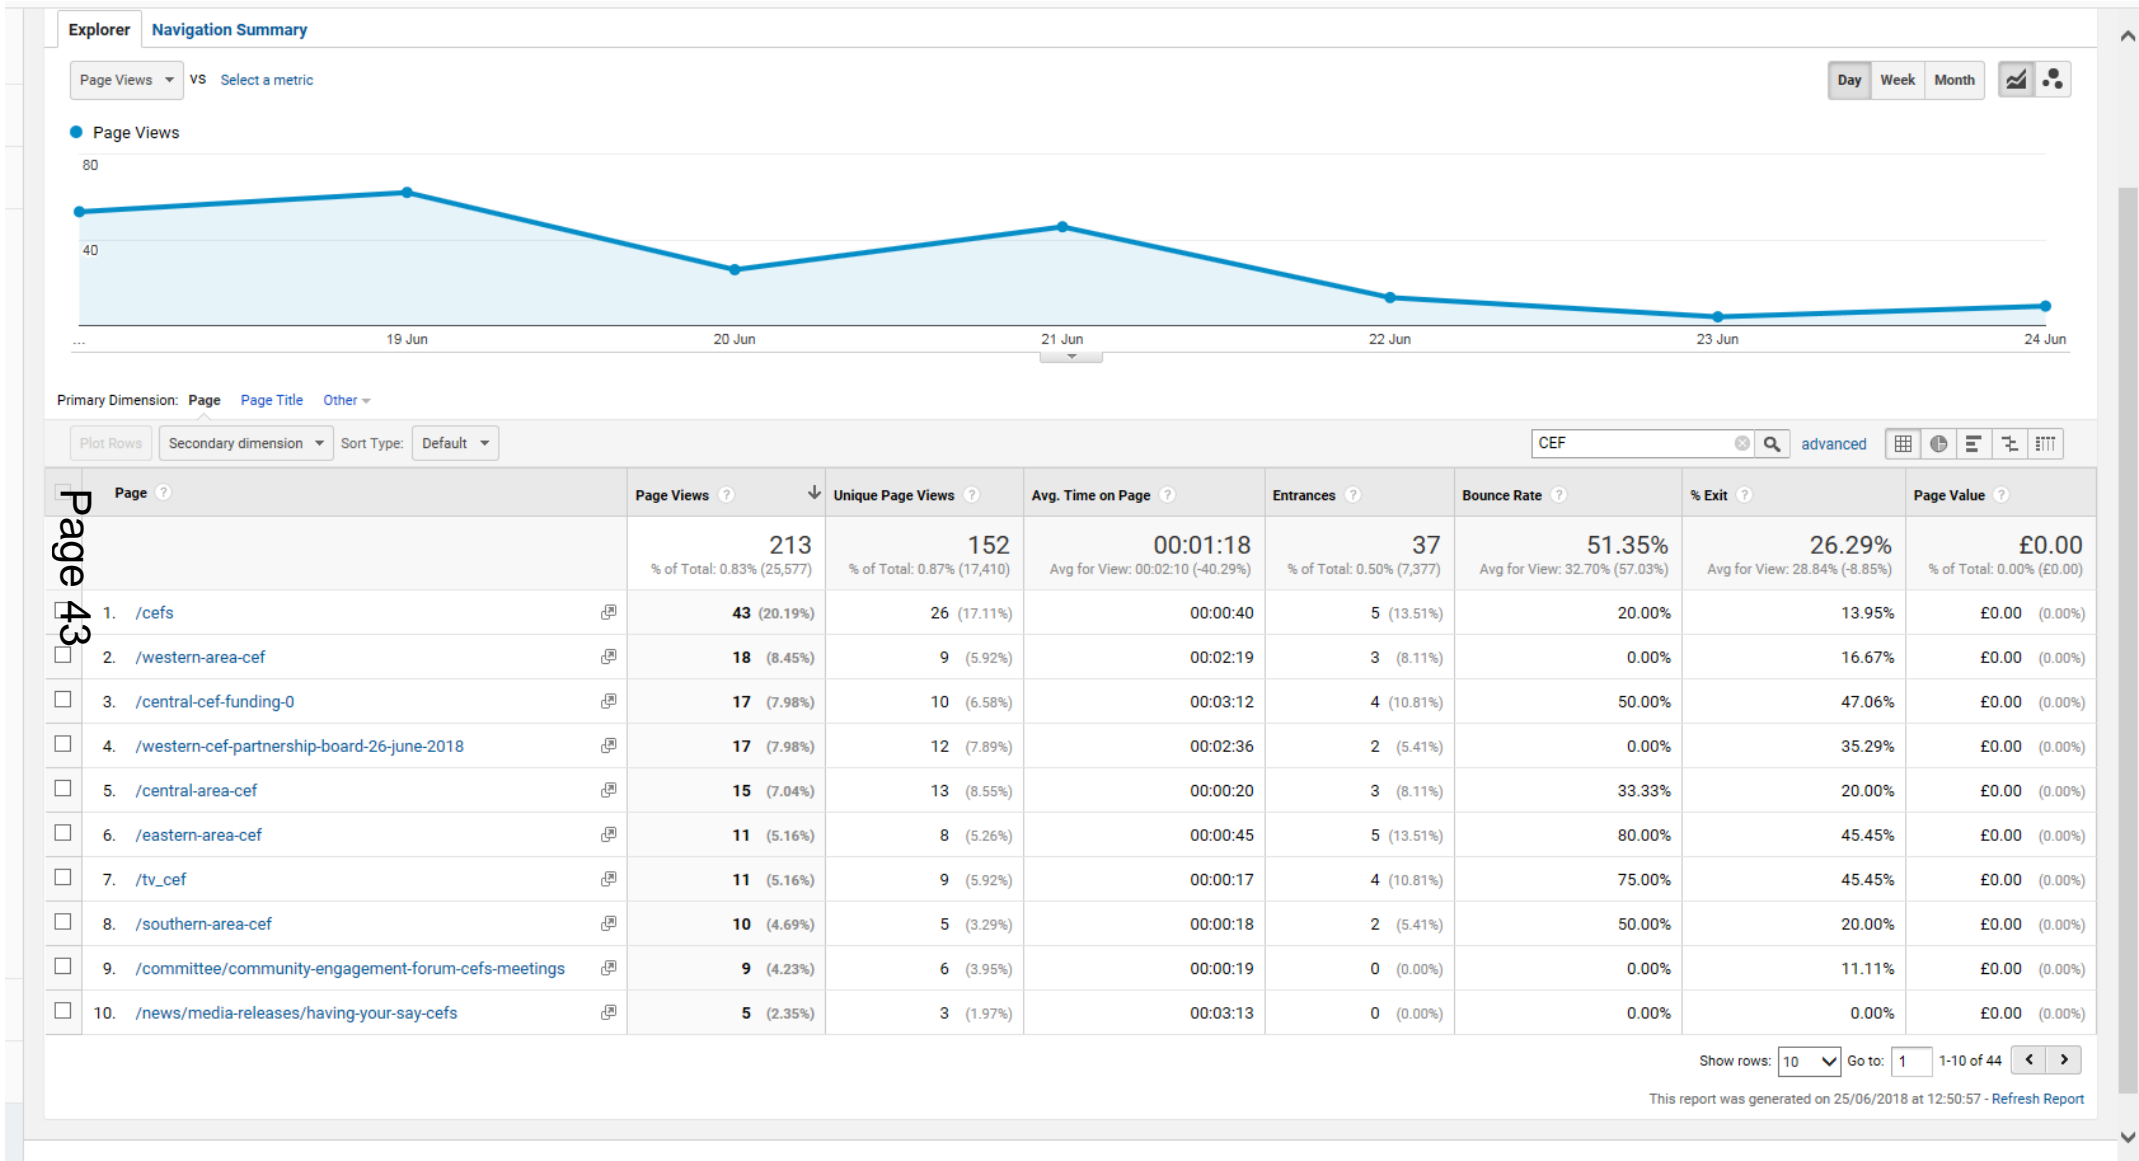 Explorer Navigation Summary
Page Views VS Select a metric Day Week Month
Page Views
80
40
... 19 Jun 20 Jun 21 Jun 22 Jun 23 Jun 24 Jun
Primary Dimension: Page Page Title Other
Plot Rows Secondary dimension Sort Type: Default CEF advanced
Page ? Page Views ? Unique Page Views ? Avg. Time on Page ? Entrances ? Bounce Rate ? % Exit ? Page Value ?
213 152 00:01:18 37 51.35% 26.29% £0.00
% of Total: 0.83% (25,577) % of Total: 0.87% (17,410) Avg for View: 00:02:10 (-40.29%) % of Total: 0.50% (7,377) Avg for View: 32.70% (57.03%) Avg for View: 28.84% (-8.85%) % of Total: 0.00% (£0.00)
1. /cefs 43 (20.19%) 26 (17.11%) 00:00:40 5 (13.51%) 20.00% 13.95% £0.00 (0.00%)
2. /western-area-cef 18 (8.45%) 9 (5.92%) 00:02:19 3 (8.11%) 0.00% 16.67% £0.00 (0.00%)
3. /central-cef-funding-0 17 (7.98%) 10 (6.58%) 00:03:12 4 (10.81%) 50.00% 47.06% £0.00 (0.00%)
4. /western-cef-partnership-board-26-june-2018 17 (7.98%) 12 (7.89%) 00:02:36 2 (5.41%) 0.00% 35.29% £0.00 (0.00%)
5. /central-area-cef 15 (7.04%) 13 (8.55%) 00:00:20 3 (8.11%) 33.33% 20.00% £0.00 (0.00%)
6. /eastern-area-cef 11 (5.16%) 8 (5.26%) 00:00:45 5 (13.51%) 80.00% 45.45% £0.00 (0.00%)
7. /tv_cef 11 (5.16%) 9 (5.92%) 00:00:17 4 (10.81%) 75.00% 45.45% £0.00 (0.00%)
8. /southern-area-cef 10 (4.69%) 5 (3.29%) 00:00:18 2 (5.41%) 50.00% 20.00% £0.00 (0.00%)
9. /committee/community-engagement-forum-cefs-meetings 9 (4.23%) 6 (3.95%) 00:00:19 0 (0.00%) 0.00% 11.11% £0.00 (0.00%)
10. /news/media-releases/having-your-say-cefs 5 (2.35%) 3 (1.97%) 00:03:13 0 (0.00%) 0.00% 0.00% £0.00 (0.00%)
Show rows: 10 Go to: 1 1-10 of 44
This report was generated on 25/06/2018 at 12:50:57 - Refresh Report
Page 43